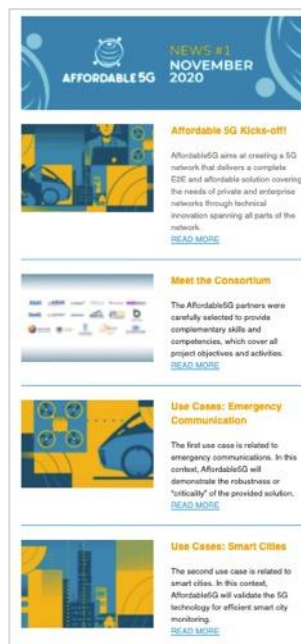 AFFORDABLE 5G
NEWS #1
NOVEMBER
2020
Affordable 5G Kicks-off!
Affordable5G aims at creating a 5G
network that delivers a complete
E2E and affordable solution covering
the needs of private and enterprise
networks through technical
innovation spanning all parts of the
network.
READ MORE
Meet the Consortium
The Affordable5G partners were
carefully selected to provide
complementary skills and
competencies, which cover all
project objectives and activities.
READ MORE
Use Cases: Emergency
Communication
The first use case is related to
emergency communications. In this
context, Affordable5G will
demonstrate the robustness or
"criticality" of the provided solution.
READ MORE
Use Cases: Smart Cities
The second use case is related to
smart cities. In this context,
Affordable5G will validate the 5G
technology for efficient smart city
monitoring.
READ MORE